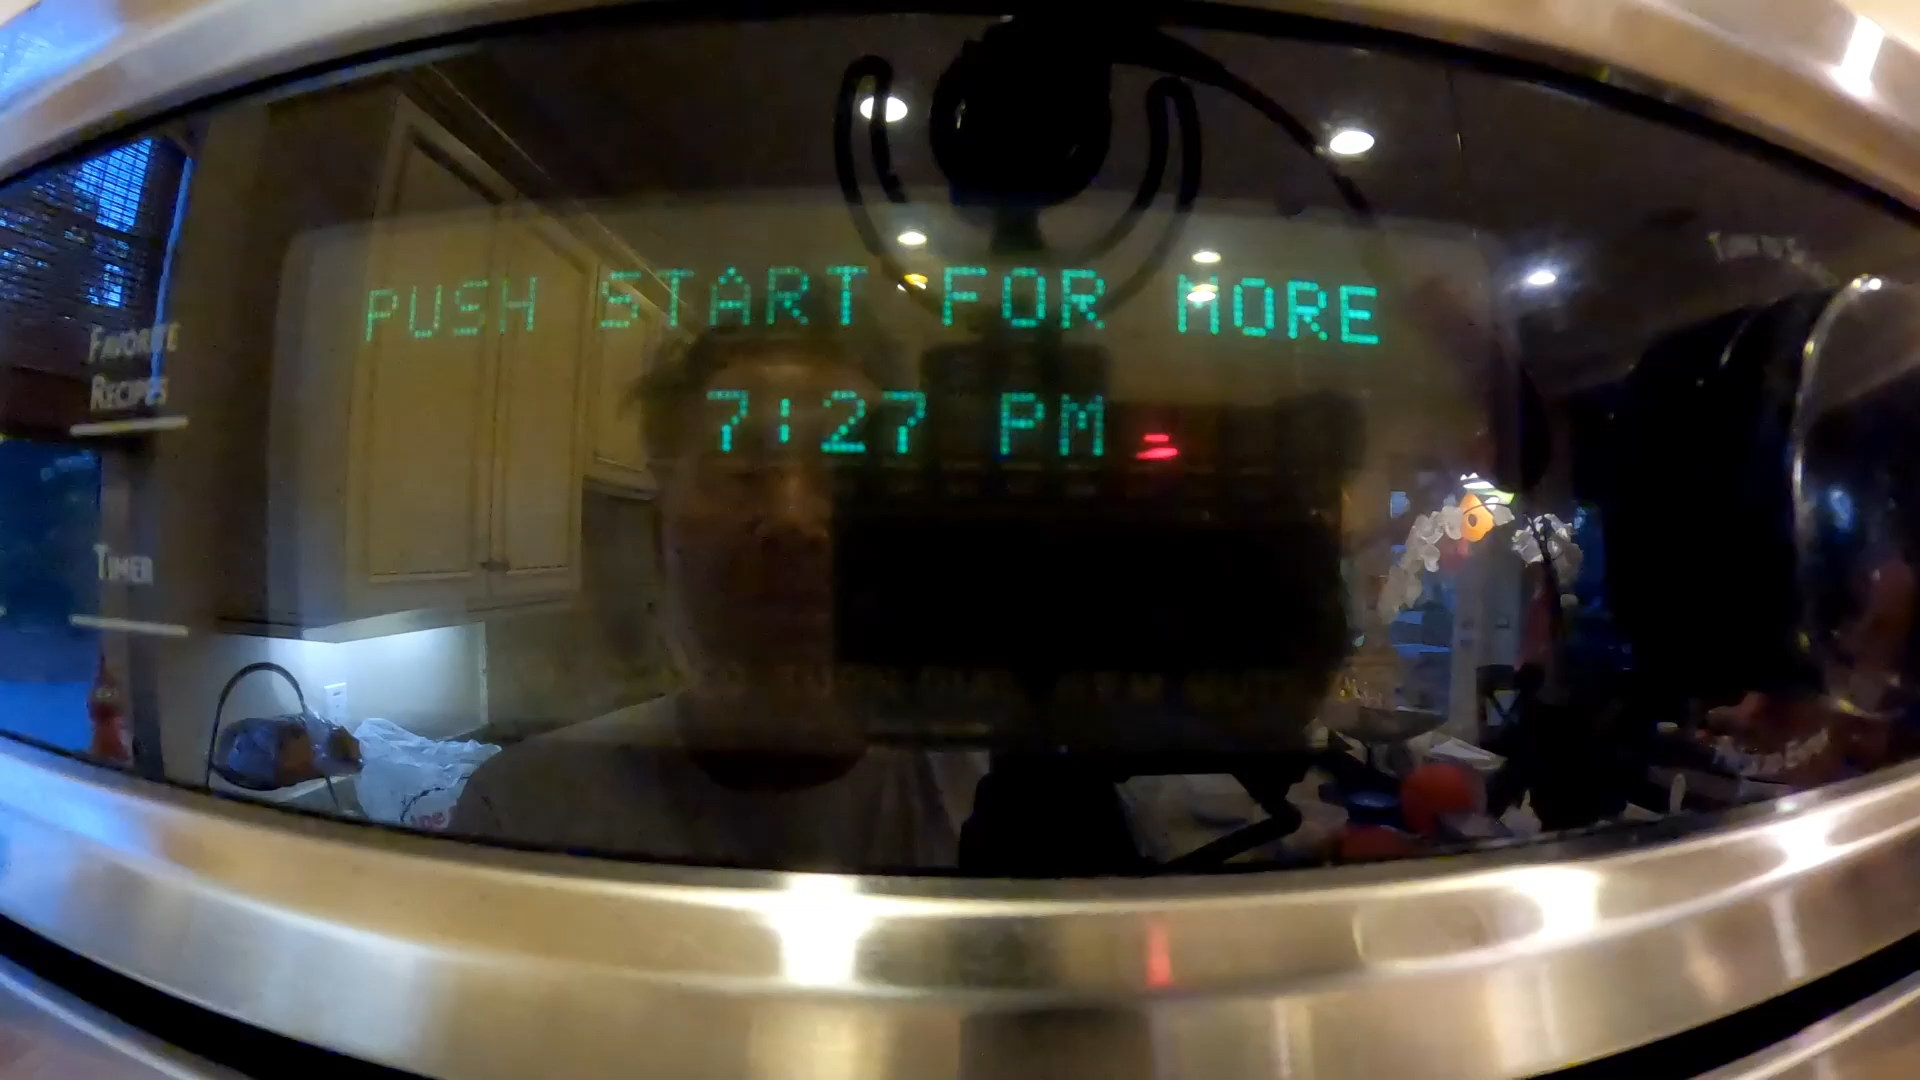 PUSH START FOR MORE
7:27 PM
FAVORITE
RECIPES
TIMER